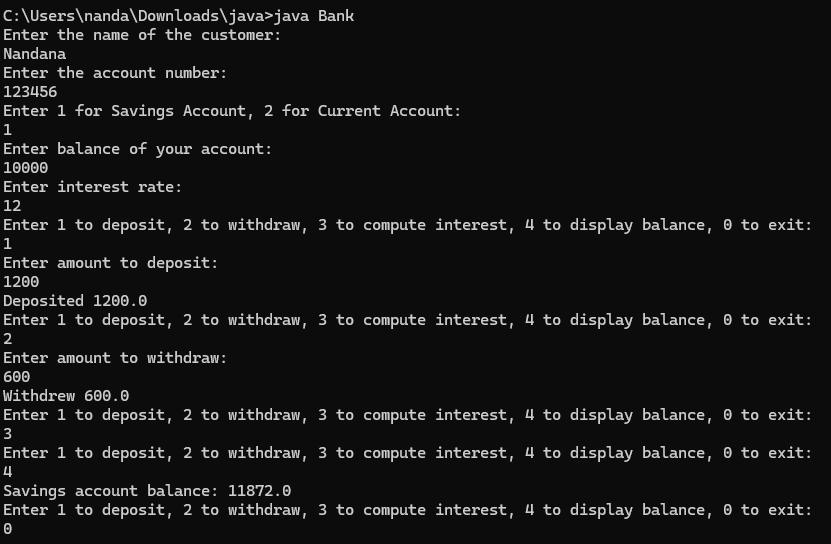 C:\Users\nanda\Downloads\java>java Bank
Enter the name of the customer:
Nandana
Enter the account number:
123456
Enter 1 for Savings Account, 2 for Current Account:
1
Enter balance of your account:
10000
Enter interest rate:
12
Enter 1 to deposit, 2 to withdraw, 3 to compute interest, 4 to display balance, 0 to exit:
1
Enter amount to deposit:
1200
Deposited 1200.0
Enter 1 to deposit, 2 to withdraw, 3 to compute interest, 4 to display balance, 0 to exit:
2
Enter amount to withdraw:
600
Withdrew 600.0
Enter 1 to deposit, 2 to withdraw, 3 to compute interest, 4 to display balance, 0 to exit:
3
Enter 1 to deposit, 2 to withdraw, 3 to compute interest, 4 to display balance, 0 to exit:
4
Savings account balance: 11872.0
Enter 1 to deposit, 2 to withdraw, 3 to compute interest, 4 to display balance, 0 to exit:
0